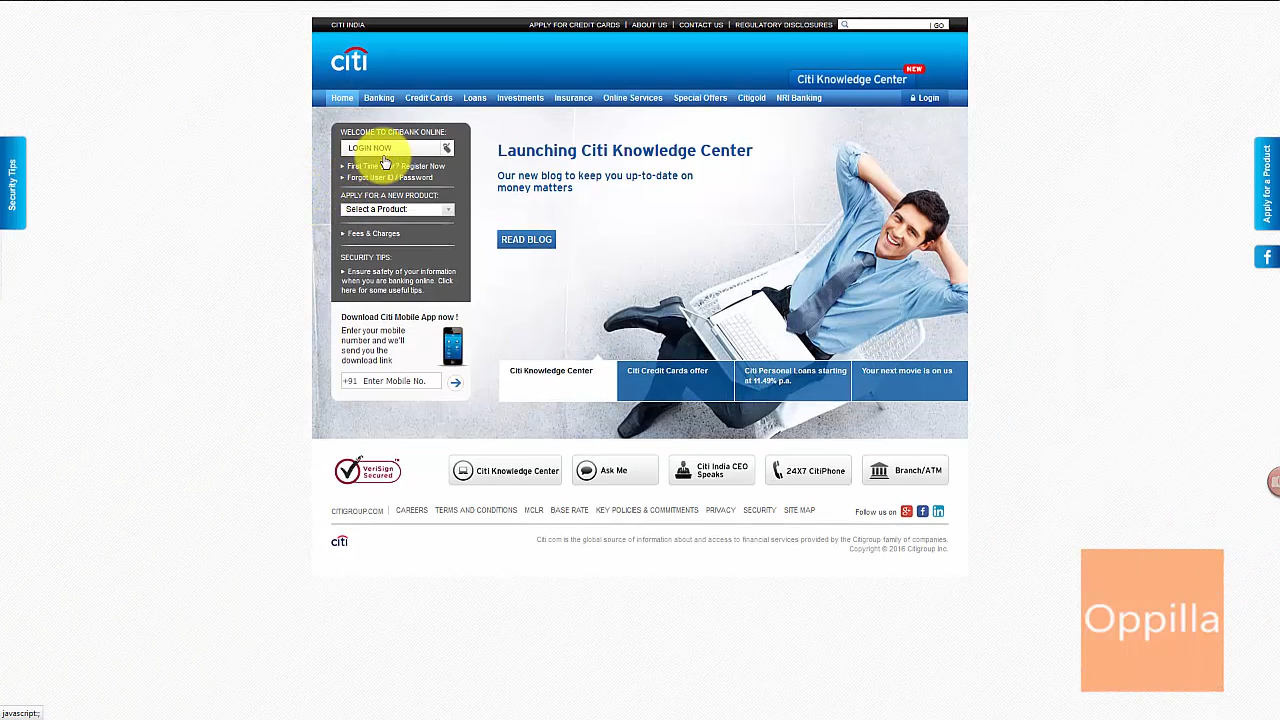 CITI INDIA
APPLY FOR CREDIT CARDS | ABOUT US | CONTACT US | REGULATORY DISCLOSURES
GO
citi
NEW
Citi Knowledge Center
Home Banking Credit Cards Loans Investments Insurance Online Services Special Offers Citigold NRI Banking Login
Security Tips
Apply for a Product
WELCOME TO CITIBANK ONLINE:
LOGIN NOW
First Time User? Register Now
Forgot User ID / Password
APPLY FOR A NEW PRODUCT:
Select a Product:
Fees & Charges
SECURITY TIPS:
Ensure safety of your information
when you are banking online. Click
here for some useful tips.
Launching Citi Knowledge Center
Our new blog to keep you up-to-date on
money matters
READ BLOG
Download Citi Mobile App now !
Enter your mobile
number and we'll
send you the
download link
+91 Enter Mobile No.
Citi Knowledge Center
Citi Credit Cards offer
Citi Personal Loans starting
at 11.49% p.a.
Your next movie is on us
VeriSign
Secured
™
Citi Knowledge Center
Ask Me
Citi India CEO
Speaks
24X7 CitiPhone
Branch/ATM
CITIGROUP.COM | CAREERS TERMS AND CONDITIONS MCLR BASE RATE KEY POLICIES & COMMITMENTS PRIVACY SECURITY SITE MAP
Follow us on
citi
Citi.com is the global source of information about and access to financial services provided by the Citigroup family of companies.
Copyright © 2016 Citigroup Inc.
Oppilla
javascript:;